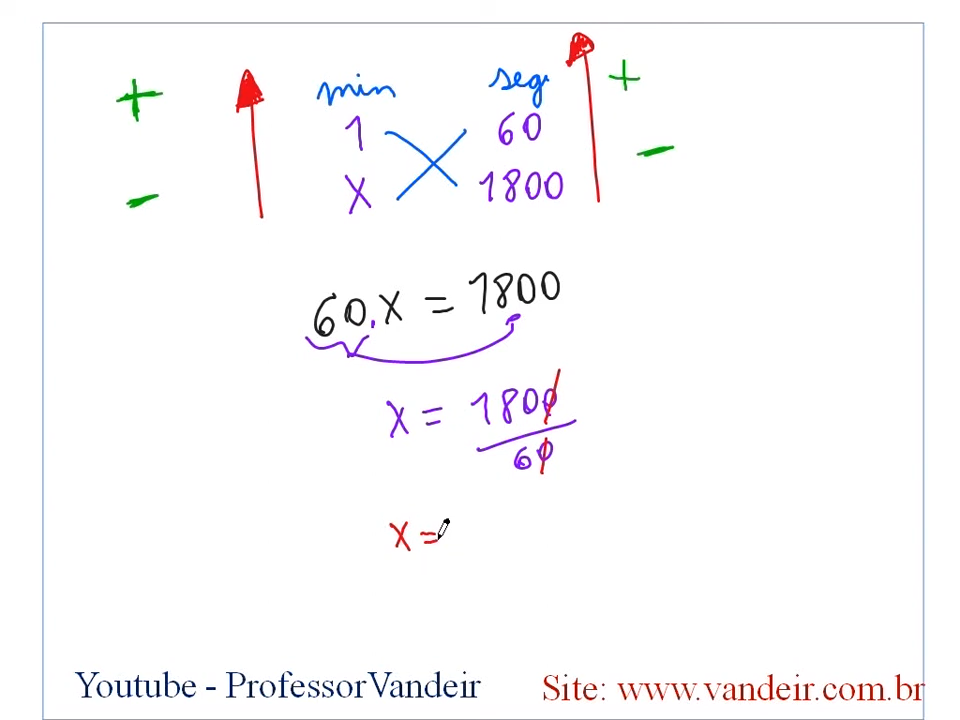 + min seg +
1 60
- X 1800 -
60.X = 1800
X = 1800
60
X =
Youtube - ProfessorVandeir Site: www.vandeir.com.br